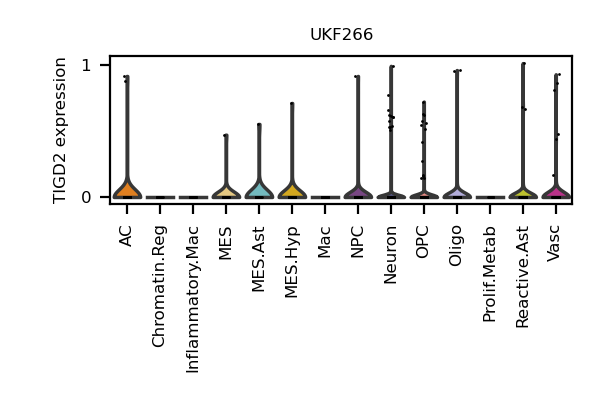 UKF266
TIGD2 expression
1
0
AC
Chromatin.Reg
Inflammatory.Mac
MES
MES.Ast
MES.Hyp
Mac
NPC
Neuron
OPC
Oligo
Prolif.Metab
Reactive.Ast
Vasc